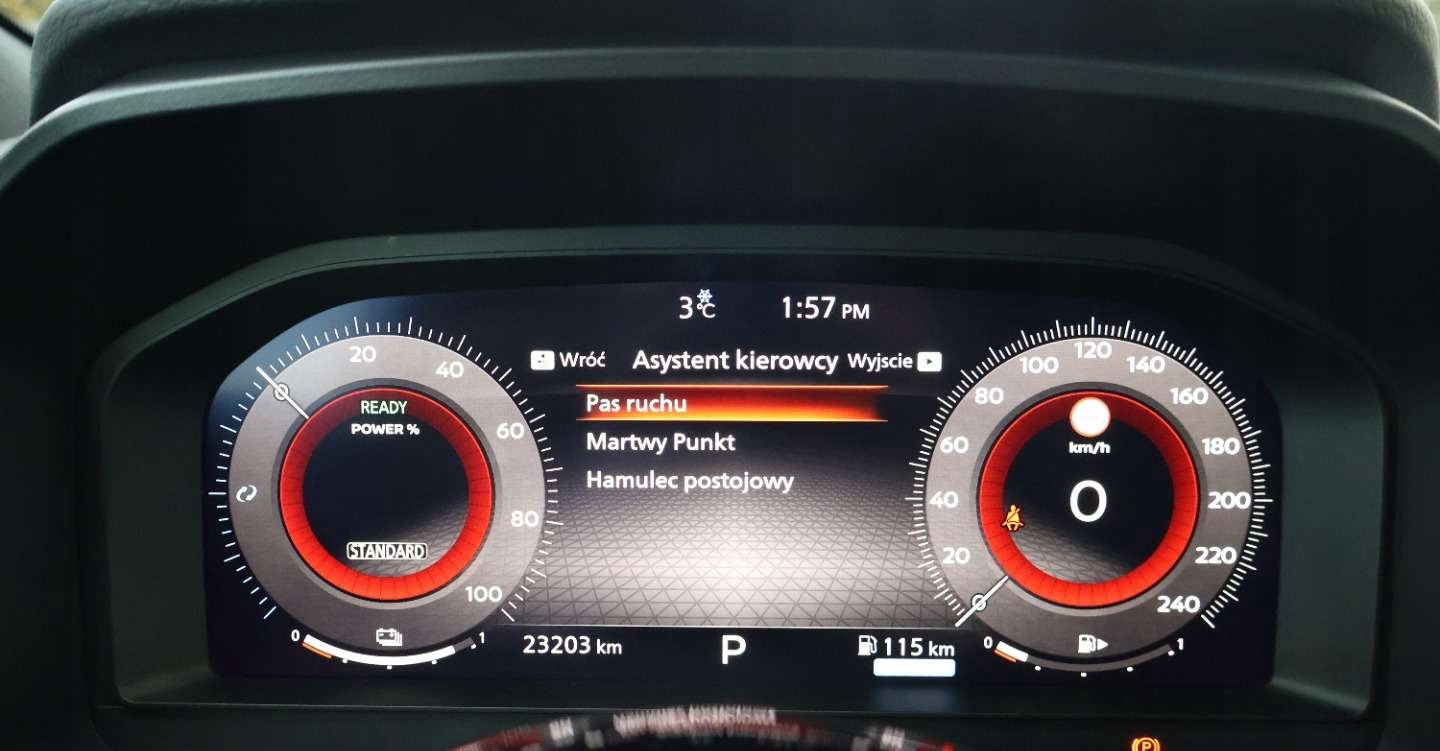 3°C 1:57 PM
Wróć Asystent kierowcy Wyjscie
Pas ruchu
Martwy Punkt
Hamulec postojowy
20
40
60
80
100
READY
POWER %
STANDARD
0 1
23203 km P 115 km
20
40
60
80
100
120
140
160
180
200
220
240
km/h
0
0 1
P